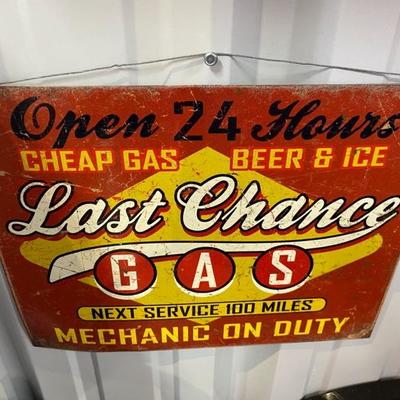 Open 24 Hours
CHEAP GAS BEER & ICE
Last Chance
GAS
NEXT SERVICE 100 MILES
MECHANIC ON DUTY